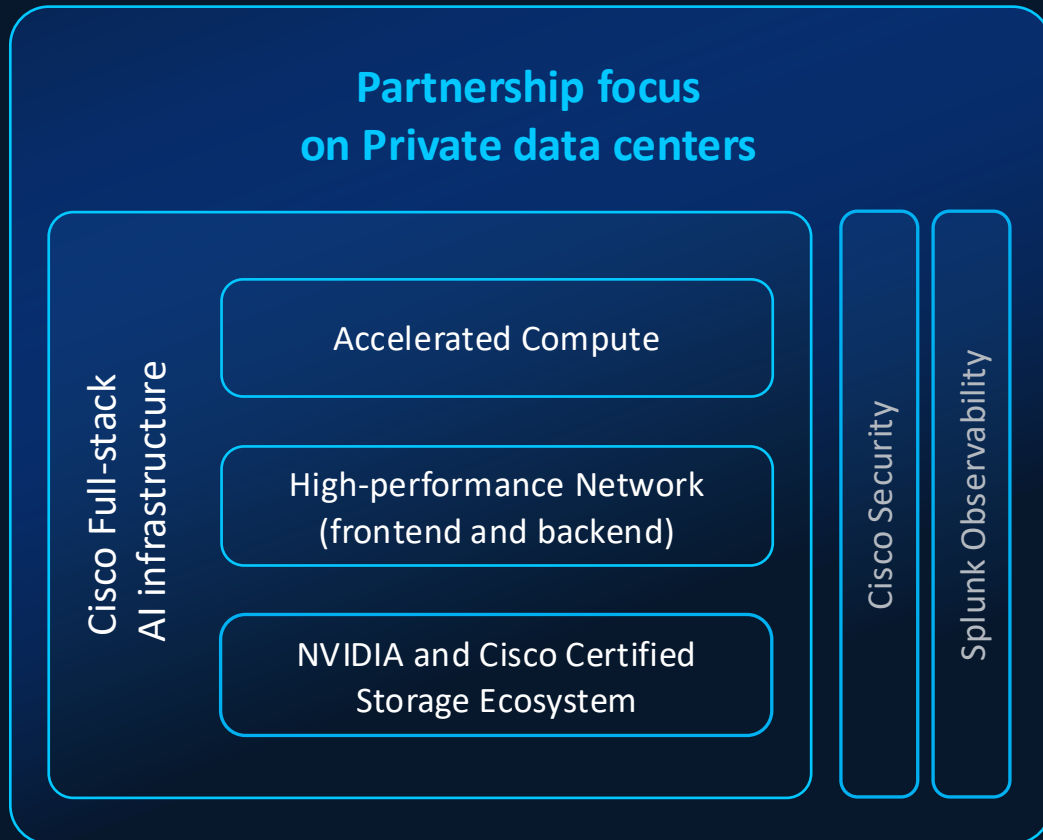 Partnership focus
on Private data centers
Cisco Full-stack
AI infrastructure
Accelerated Compute
High-performance Network
(frontend and backend)
NVIDIA and Cisco Certified
Storage Ecosystem
Cisco Security
Splunk Observability